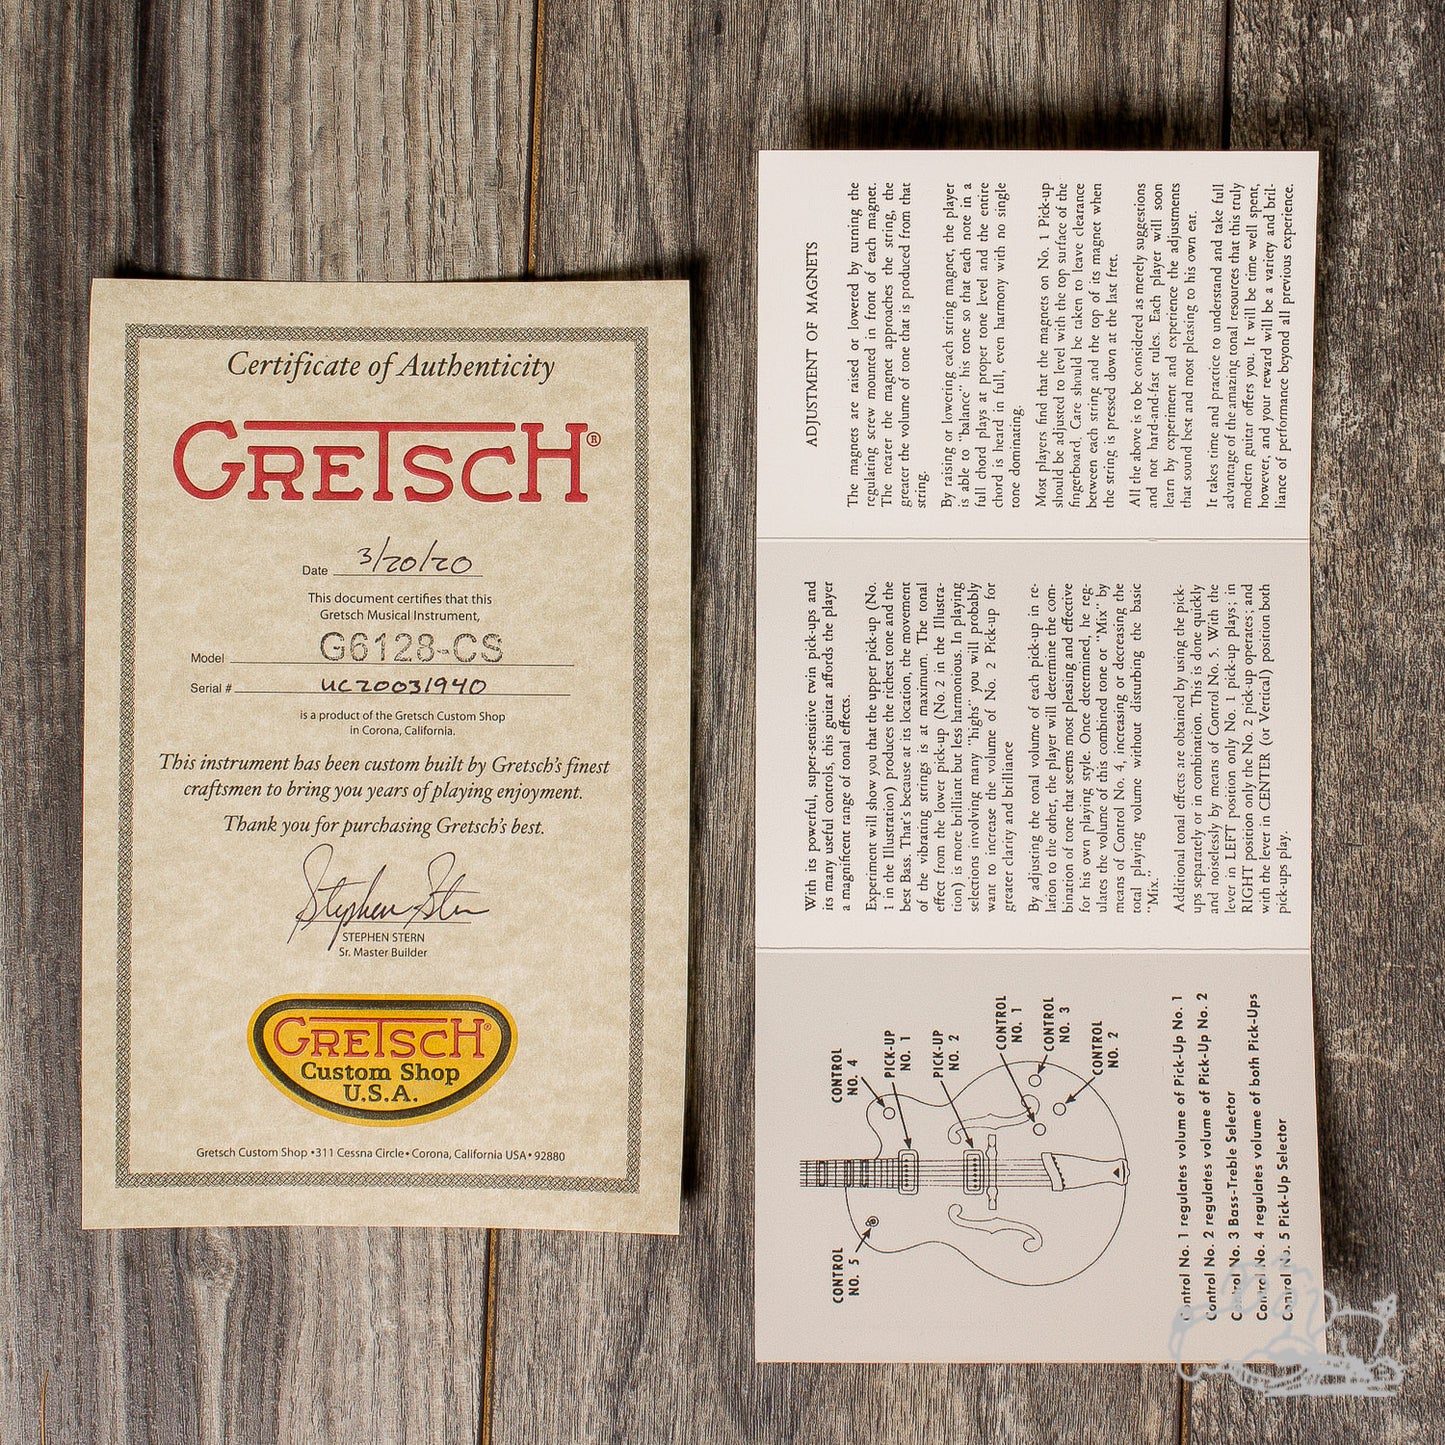 Certificate of Authenticity
GRETSCH®
Date 3/20/20
This document certifies that this
Gretsch Musical Instrument,
Model G6128-CS
Serial # UC20031940
is a product of the Gretsch Custom Shop
in Corona, California.
This instrument has been custom built by Gretsch's finest
craftsmen to bring you years of playing enjoyment.
Thank you for purchasing Gretsch's best.
Stephen Stern
STEPHEN STERN
Sr. Master Builder
GRETSCH®
Custom Shop
U.S.A.
Gretsch Custom Shop •311 Cessna Circle• Corona, California USA• 92880
CONTROL
NO. 5
CONTROL
NO. 4
PICK-UP
NO. 1
PICK-UP
NO. 2
CONTROL
NO. 1
CONTROL
NO. 3
CONTROL
NO. 2
Control No. 1 regulates volume of Pick-Up No. 1
Control No. 2 regulates volume of Pick-Up No. 2
Control No. 3 Bass-Treble Selector
Control No. 4 regulates volume of both Pick-Ups
Control No. 5 Pick-Up Selector
With its powerful, super-sensitive twin pick-ups and
its many useful controls, this guitar affords the player
a magnificent range of tonal effects.
Experiment will show you that the upper pick-up (No.
1 in the Illustration) produces the richest tone and the
best Bass. That's because at its location, the movement
of the vibrating strings is at maximum. The tonal
effect from the lower pick-up (No. 2 in the Illustra-
tion) is more brilliant but less harmonious. In playing
selections involving many "highs" you will probably
want to increase the volume of No. 2 Pick-up for
greater clarity and brilliance
By adjusting the tonal volume of each pick-up in re-
lation to the other, the player will determine the com-
bination of tone that seems most pleasing and effective
for his own playing style. Once determined, he reg-
ulates the volume of this combined tone or "Mix" by
means of Control No. 4, increasing or decreasing the
total playing volume without disturbing the basic
"Mix."
Additional tonal effects are obtained by using the pick-
ups separately or in combination. This is done quickly
and noiselessly by means of Control No. 5. With the
lever in LEFT position only No. 1 pick-up plays; in
RIGHT position only the No. 2 pick-up operates; and
with the lever in CENTER (or Vertical) position both
pick-ups play.
ADJUSTMENT OF MAGNETS
The magnets are raised or lowered by turning the
regulating screw mounted in front of each magnet.
The nearer the magnet approaches the string, the
greater the volume of tone that is produced from that
string.
By raising or lowering each string magnet, the player
is able to "balance" his tone so that each note in a
full chord plays at proper tone level and the entire
chord is heard in full, even harmony with no single
tone dominating.
Most players find that the magnets on No. 1 Pick-up
should be adjusted to level with the top surface of the
fingerboard. Care should be taken to leave clearance
between each string and the top of its magnet when
the string is pressed down at the last fret.
All the above is to be considered as merely suggestions
and not hard-and-fast rules. Each player will soon
learn by experiment and experience the adjustments
that sound best and most pleasing to his own ear.
It takes time and practice to understand and take full
advantage of the amazing tonal resources that this truly
modern guitar offers you. It will be time well spent,
however, and your reward will be a variety and bril-
liance of performance beyond all previous experience.